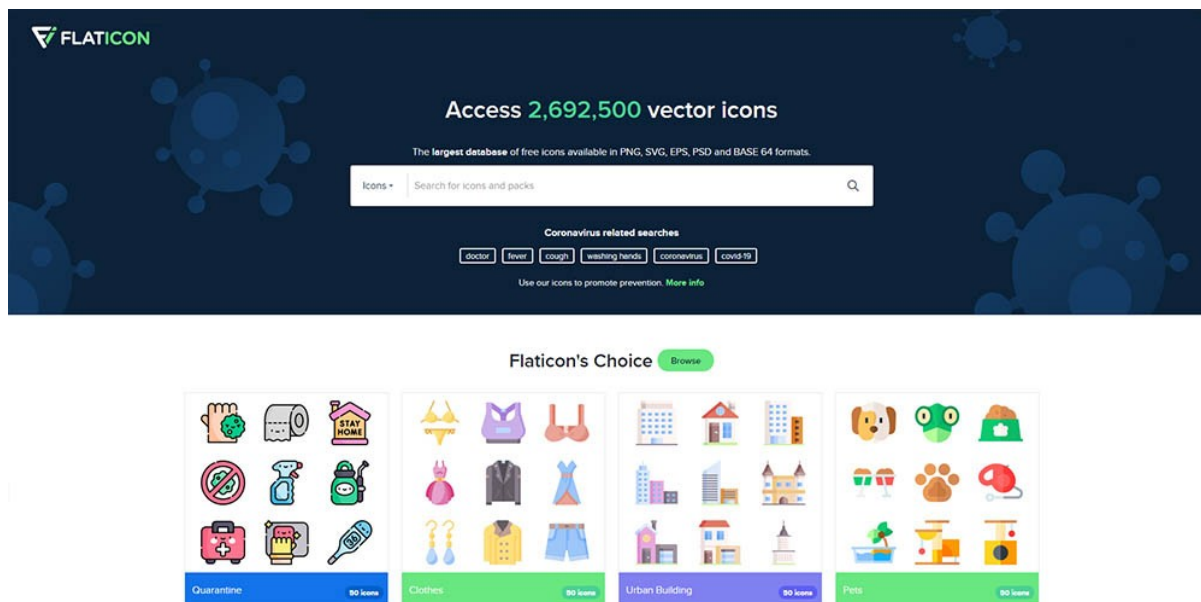 FLATICON
Access 2,692,500 vector icons
The largest database of free icons available in PNG, SVG, EPS, PSD and BASE 64 formats.
Icons Search for icons and packs
Coronavirus related searches
doctor fever cough washing hands coronavirus covid-19
Use our icons to promote prevention. More info
Flaticon's Choice Browse
STAY
HOME
36
Quarantine 50 icons Clothes 50 icons Urban Building 50 icons Pets 50 icons